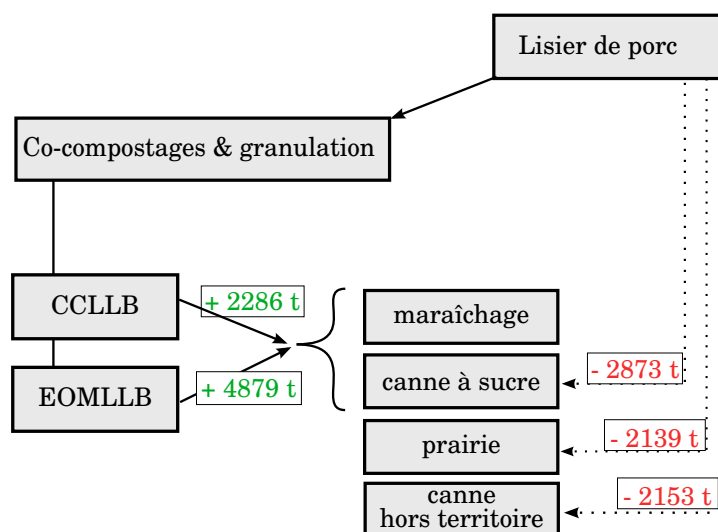 Lisier de porc
Co-compostages & granulation
CCLLB
+ 2286 t
EOMLLB
+ 4879 t
maraîchage
canne à sucre
- 2873 t
prairie
- 2139 t
canne
hors territoire
- 2153 t